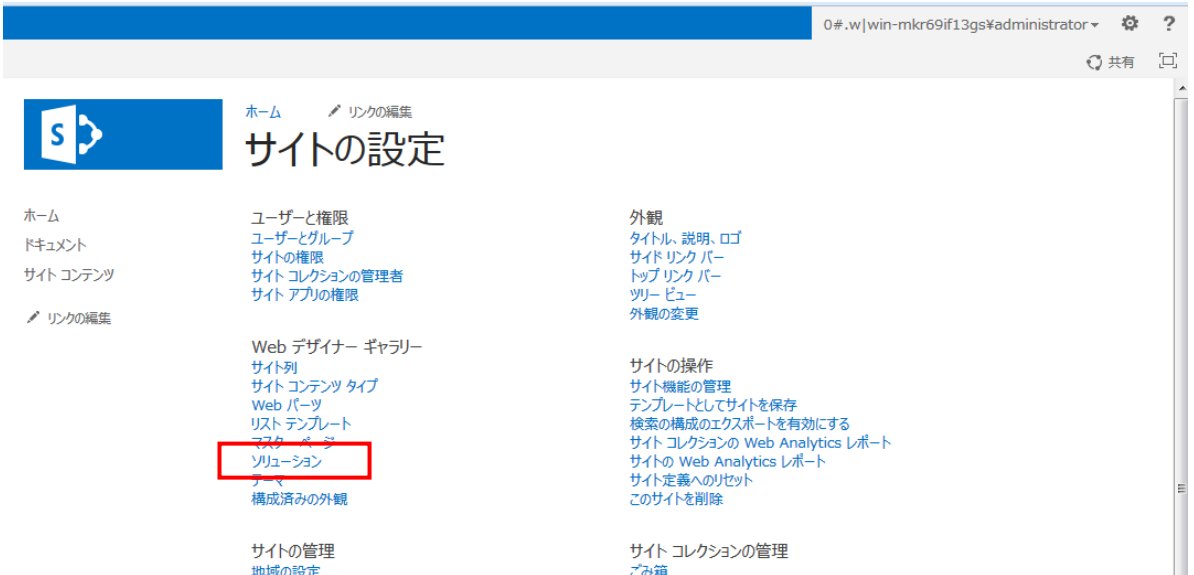 0#.w|win-mkr69if13gs¥administrator
?
共有
S
ホーム
リンクの編集
サイトの設定
ホーム
ドキュメント
サイト コンテンツ
リンクの編集
ユーザーと権限
ユーザーとグループ
サイトの権限
サイト コレクションの管理者
サイト アプリの権限
Web デザイナー ギャラリー
サイト列
サイト コンテンツ タイプ
Web パーツ
リスト テンプレート
マスター ページ
ソリューション
テーマ
構成済みの外観
サイトの管理
地域の設定
外観
タイトル、説明、ロゴ
サイド リンク バー
トップ リンク バー
ツリー ビュー
外観の変更
サイトの操作
サイト機能の管理
テンプレートとしてサイトを保存
検索の構成のエクスポートを有効にする
サイト コレクションの Web Analytics レポート
サイトの Web Analytics レポート
サイト定義へのリセット
このサイトを削除
サイト コレクションの管理
ごみ箱